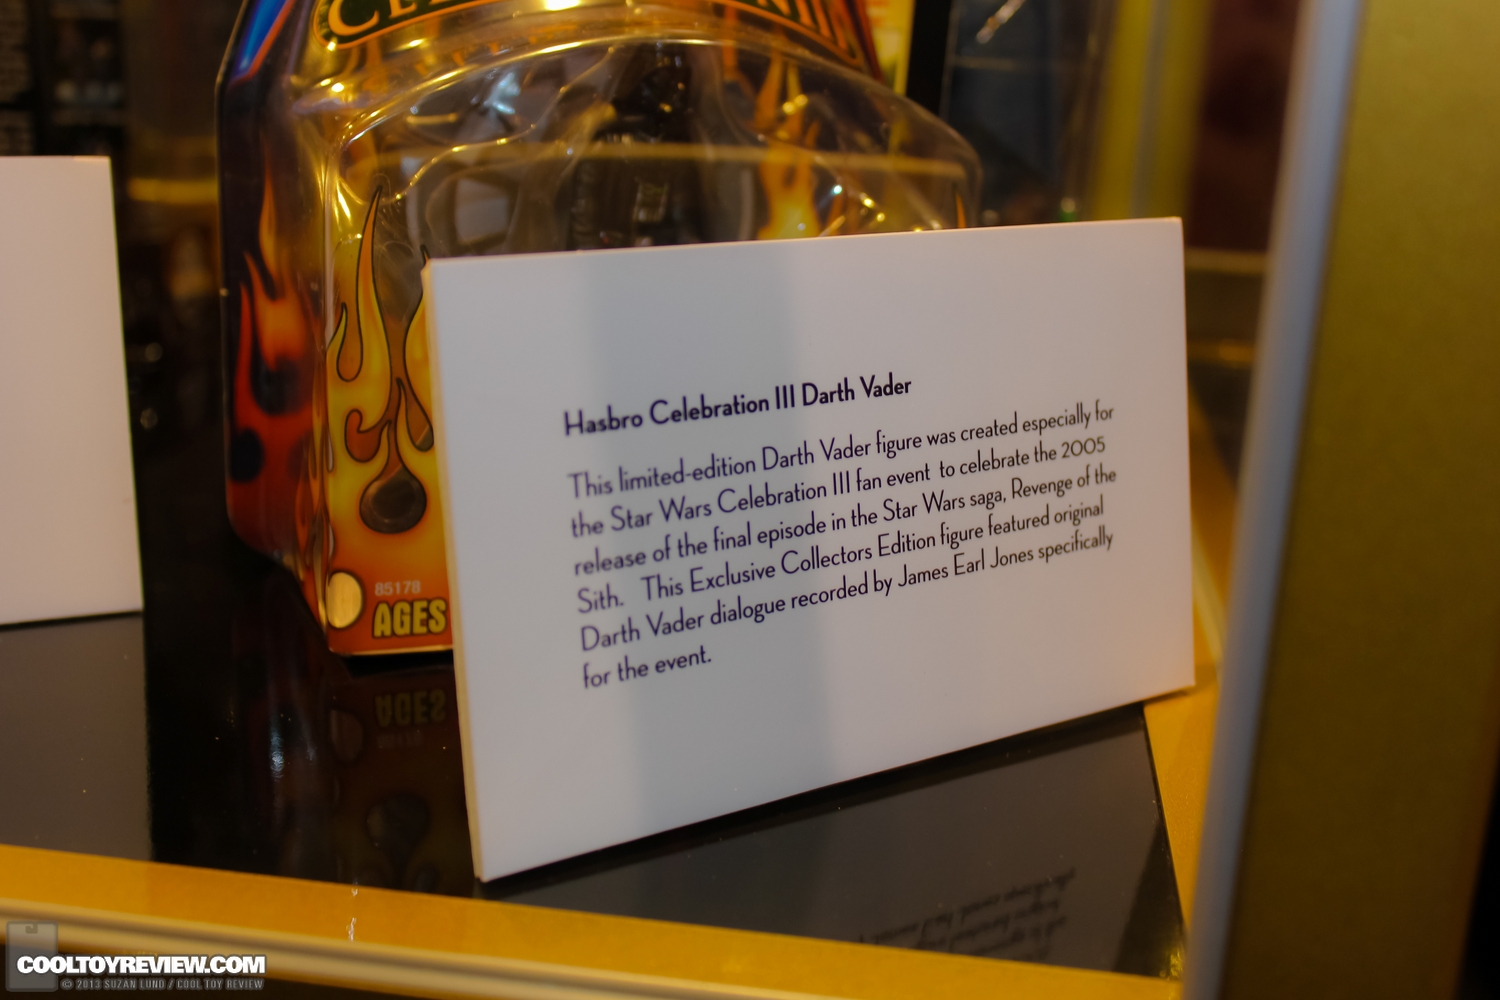 Hasbro Celebration III Darth Vader
This limited-edition Darth Vader figure was created especially for
the Star Wars Celebration III fan event to celebrate the 2005
release of the final episode in the Star Wars saga, Revenge of the
Sith. This Exclusive Collectors Edition figure featured original
Darth Vader dialogue recorded by James Earl Jones specifically
for the event.
85178
AGES
COOLTOYREVIEW.COM
© 2013 SUZAN LUND / COOL TOY REVIEW